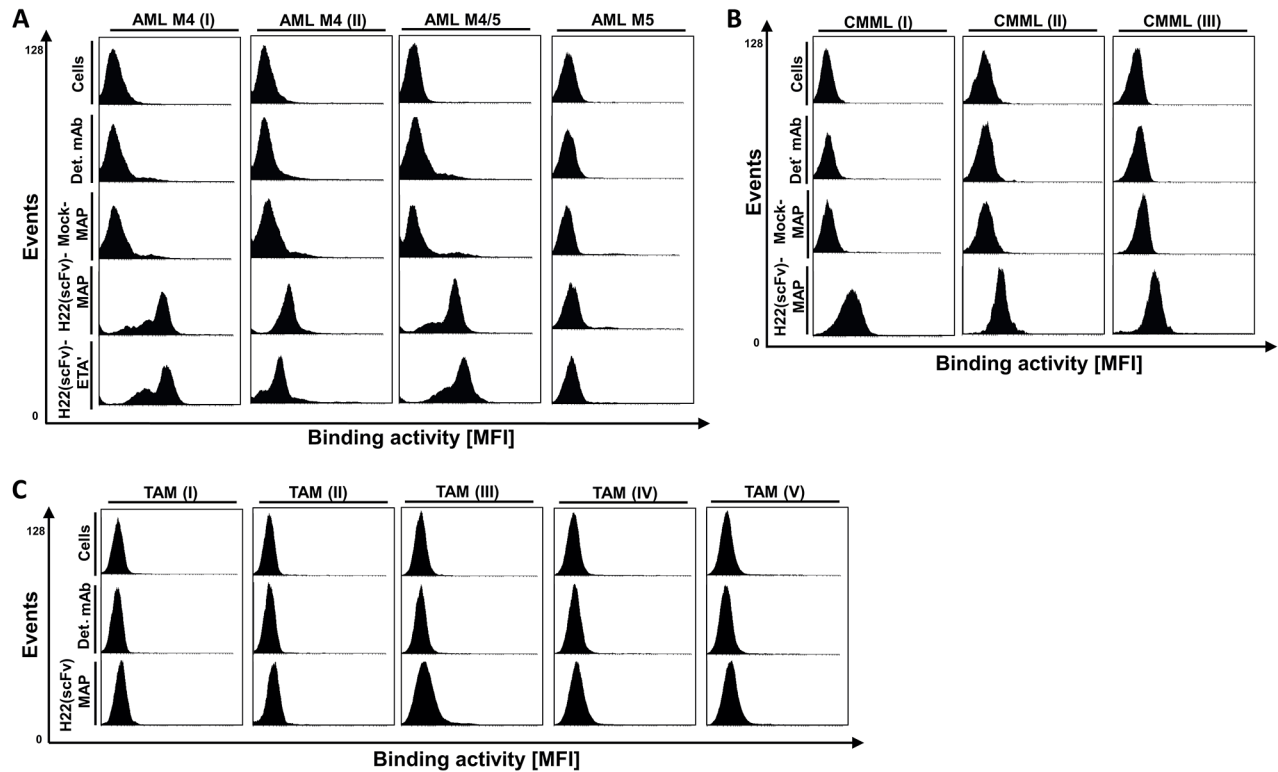 A
AML M4 (I)
AML M4 (II)
AML M4/5
AML M5
128
Events
0
Cells
Det. mAb
Mock-
MAP
H22(scFv)-
MAP
H22(scFv)-
ETA'
Binding activity [MFI]
B
CMML (I)
CMML (II)
CMML (III)
128
Events
0
Cells
Det. mAb
Mock-
MAP
H22(scFv)-
MAP
Binding activity [MFI]
C
TAM (I)
TAM (II)
TAM (III)
TAM (IV)
TAM (V)
128
Events
0
Cells
Det. mAb
H22(scFv)
MAP
Binding activity [MFI]